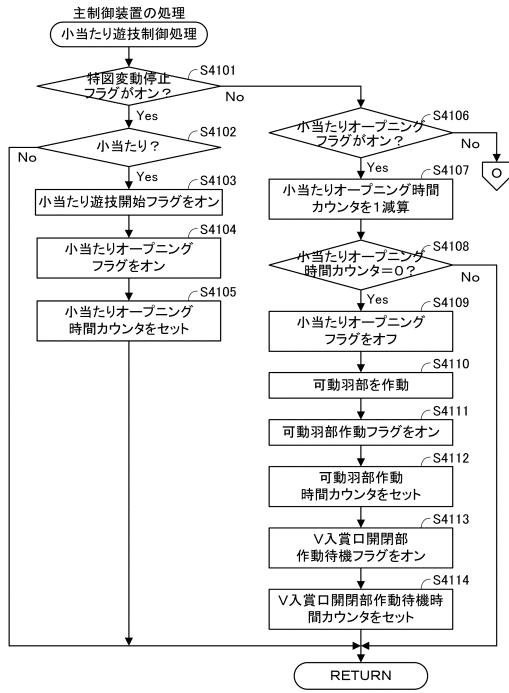 主制御装置の処理
小当たり遊技制御処理
S4101
特図変動停止
フラグがオン?
No
Yes
S4102
小当たり?
No
Yes
S4103
小当たり遊技開始フラグをオン
S4104
小当たりオープニング
フラグをオン
S4105
小当たりオープニング
時間カウンタをセット
S4106
小当たりオープニング
フラグがオン?
No
O
Yes
S4107
小当たりオープニング時間
カウンタを1減算
S4108
小当たりオープニング
時間カウンタ=0?
No
Yes
S4109
小当たりオープニング
フラグをオフ
S4110
可動羽部を作動
S4111
可動羽部作動フラグをオン
S4112
可動羽部作動
時間カウンタをセット
S4113
V入賞口開閉部
作動待機フラグをオン
S4114
V入賞口開閉部作動待機時
間カウンタをセット
RETURN